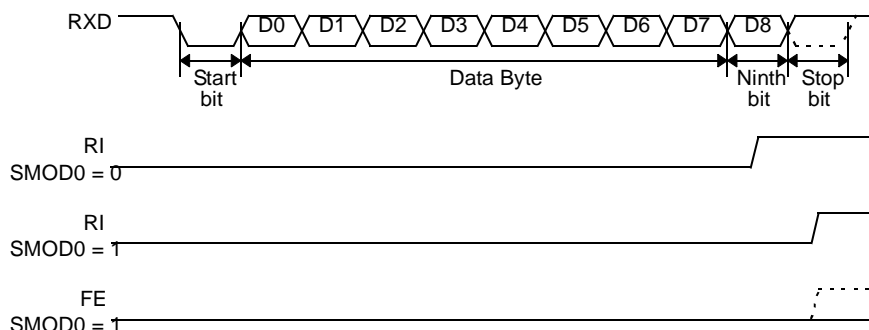 RXD D0 D1 D2 D3 D4 D5 D6 D7 D8
Start bit
Data Byte
Ninth bit
Stop bit
RI
SMOD0 = 0
RI
SMOD0 = 1
FE
SMOD0 = 1